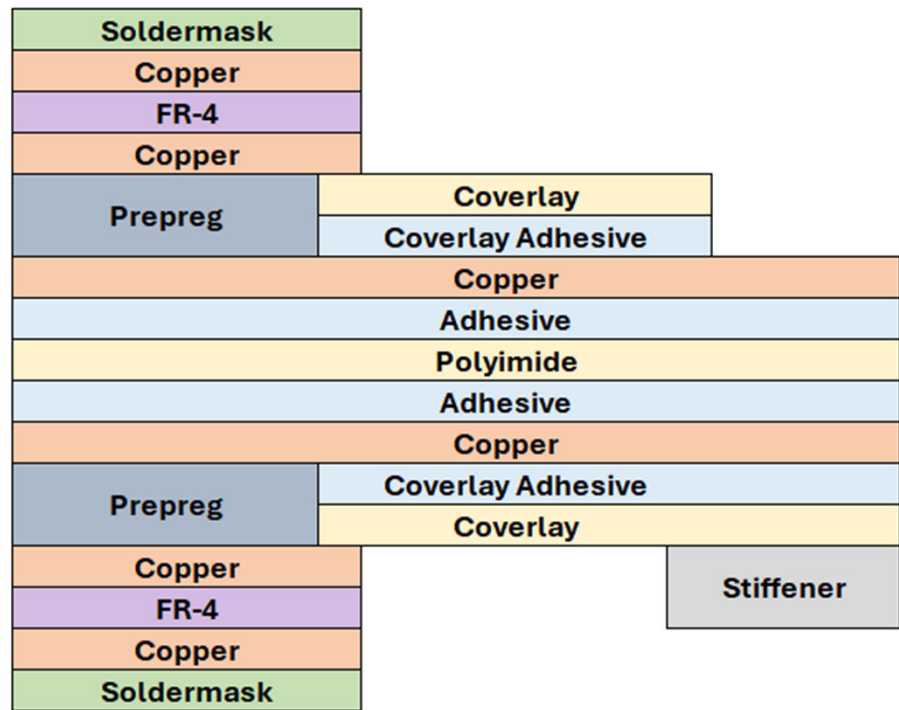 Soldermask
Copper
FR-4
Copper
Prepreg
Coverlay
Coverlay Adhesive
Copper
Adhesive
Polyimide
Adhesive
Copper
Prepreg
Coverlay Adhesive
Coverlay
Copper
Stiffener
FR-4
Copper
Soldermask